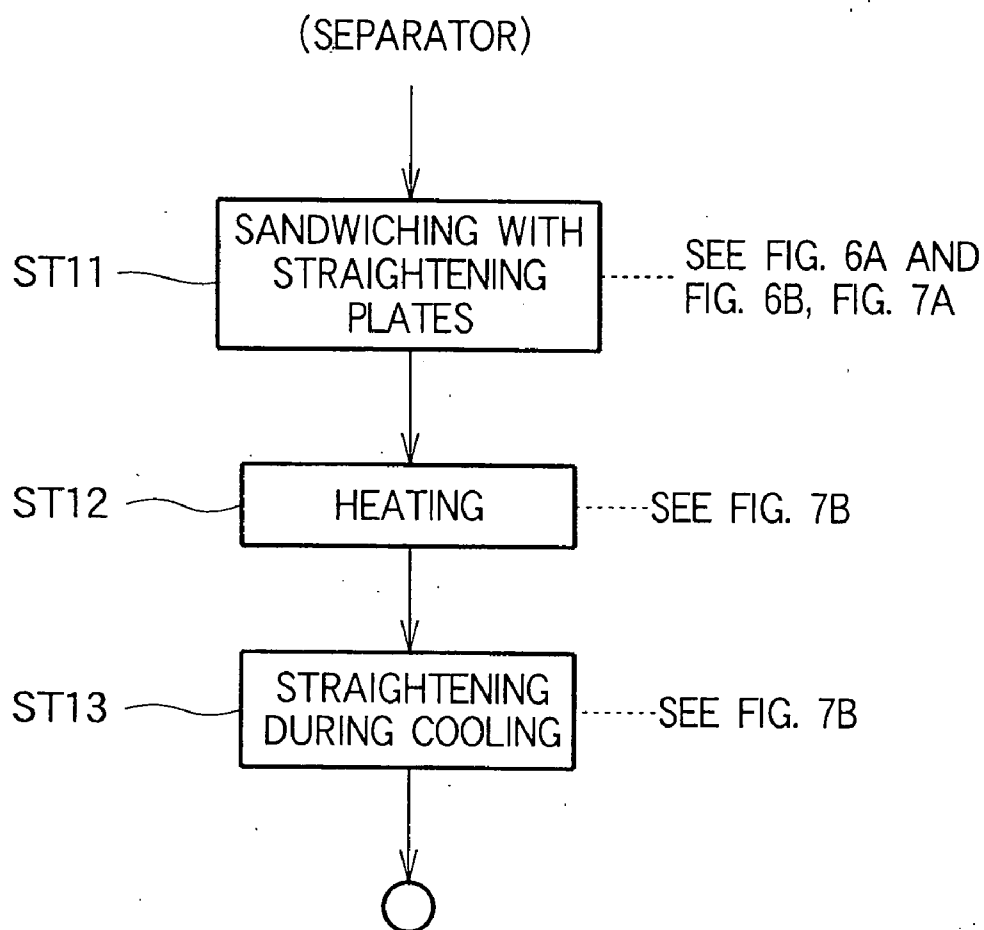 (SEPARATOR)
ST11
SANDWICHING WITH
STRAIGHTENING
PLATES
SEE FIG. 6A AND
FIG. 6B, FIG. 7A
ST12
HEATING
SEE FIG. 7B
ST13
STRAIGHTENING
DURING COOLING
SEE FIG. 7B